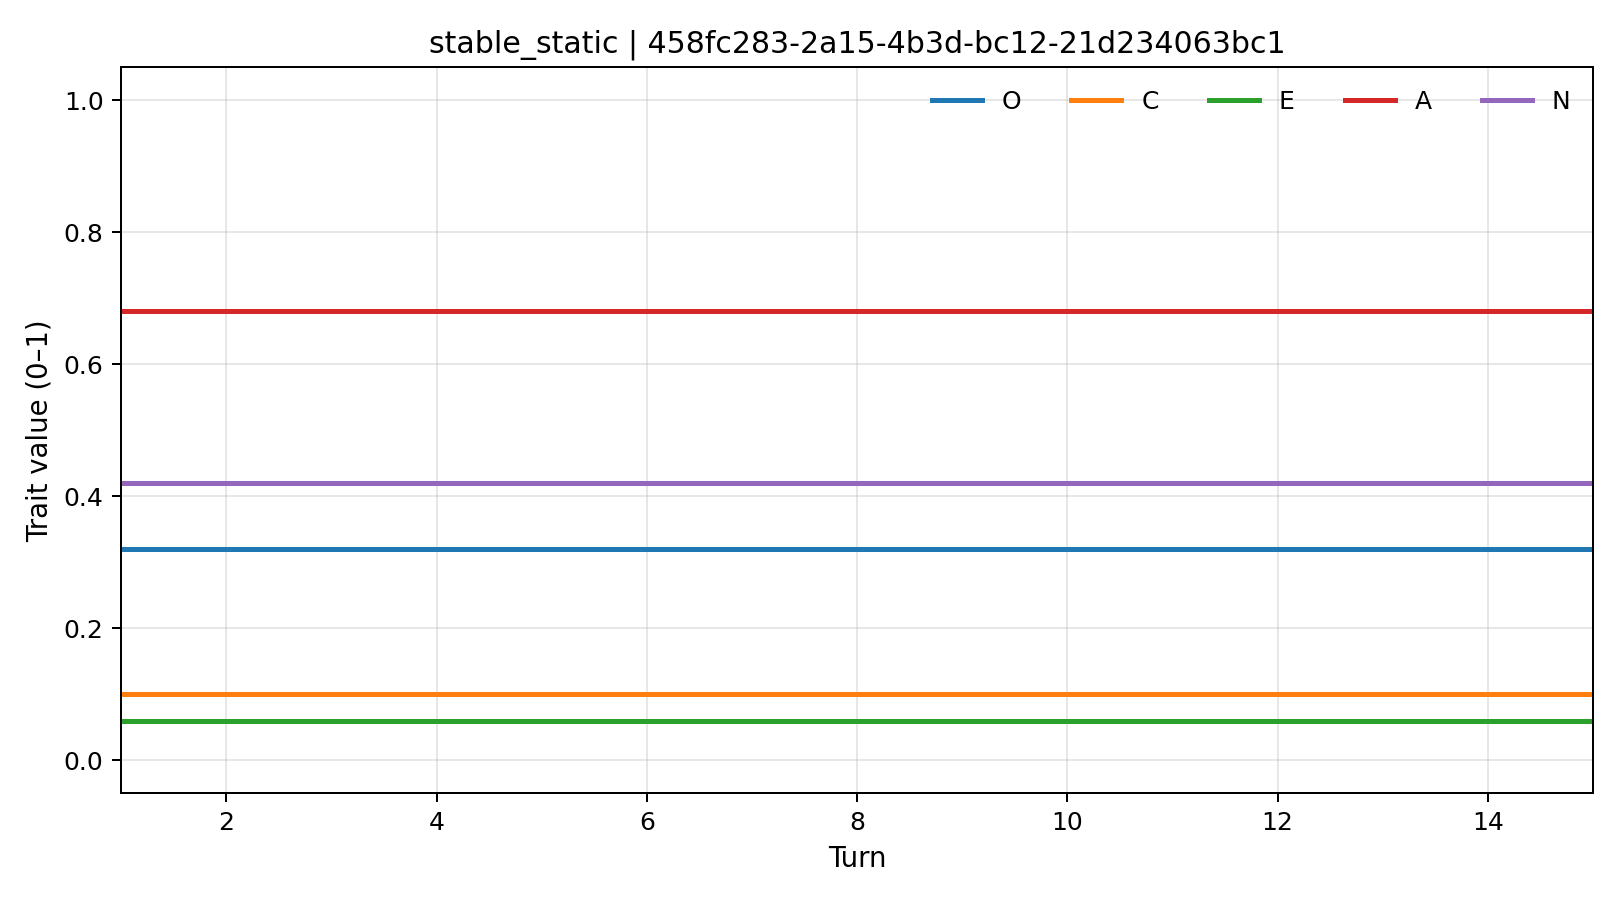 stable_static | 458fc283-2a15-4b3d-bc12-21d234063bc1
O C E A N
Trait value (0–1)
1.0
0.8
0.6
0.4
0.2
0.0
2 4 6 8 10 12 14
Turn